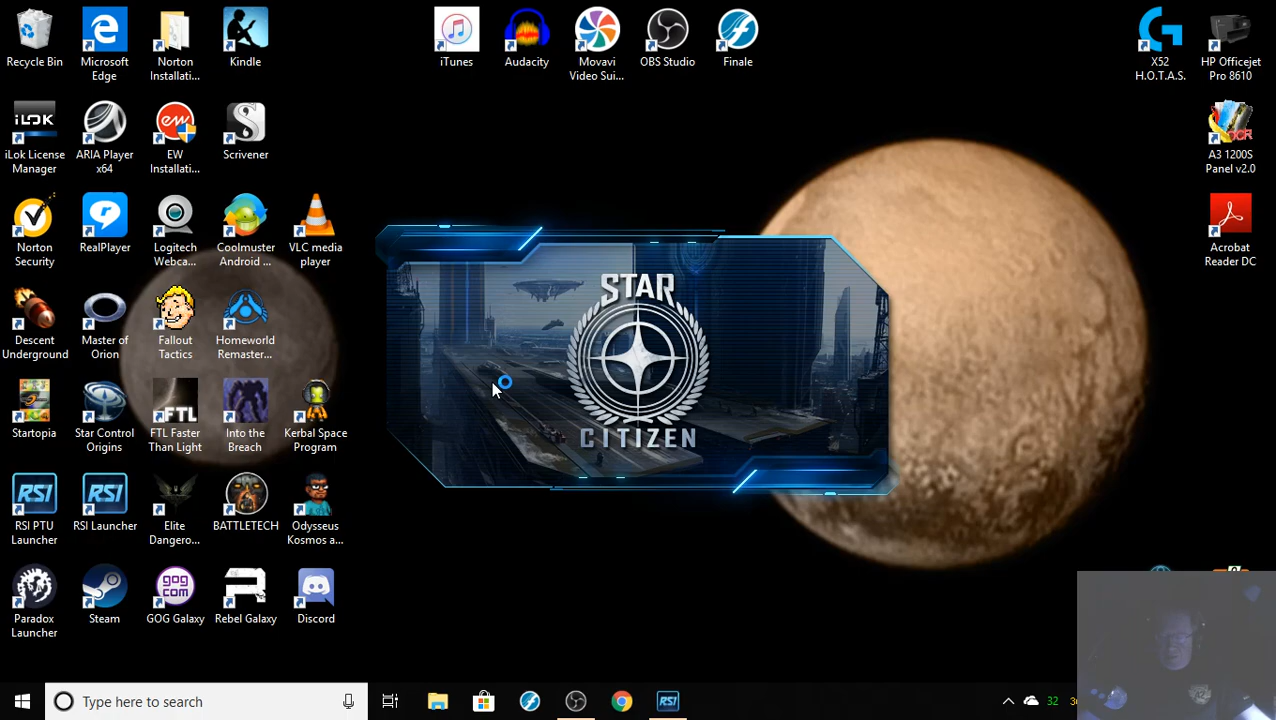 Recycle Bin
Microsoft
Edge
Norton
Installati...
Kindle
iTunes
Audacity
Movavi
Video Sui...
OBS Studio
Finale
X52
H.O.T.A.S.
HP Officejet
Pro 8610
iLOK
iLok License
Manager
ARIA Player
x64
EW
Installati...
Scrivener
A3 1200S
Panel v2.0
Norton
Security
RealPlayer
Logitech
Webca...
Coolmuster
Android ...
VLC media
player
Acrobat
Reader DC
STAR
CITIZEN
Descent
Underground
Master of
Orion
Fallout
Tactics
Homeworld
Remaster...
Startopia
Star Control
Origins
FTL
FTL Faster
Than Light
Into the
Breach
Kerbal Space
Program
RSI
RSI PTU
Launcher
RSI
RSI Launcher
Elite
Dangero...
BATTLETECH
Odysseus
Kosmos a...
Paradox
Launcher
Steam
GOG
COM
GOG Galaxy
Rebel Galaxy
Discord
Type here to search
RSI
32